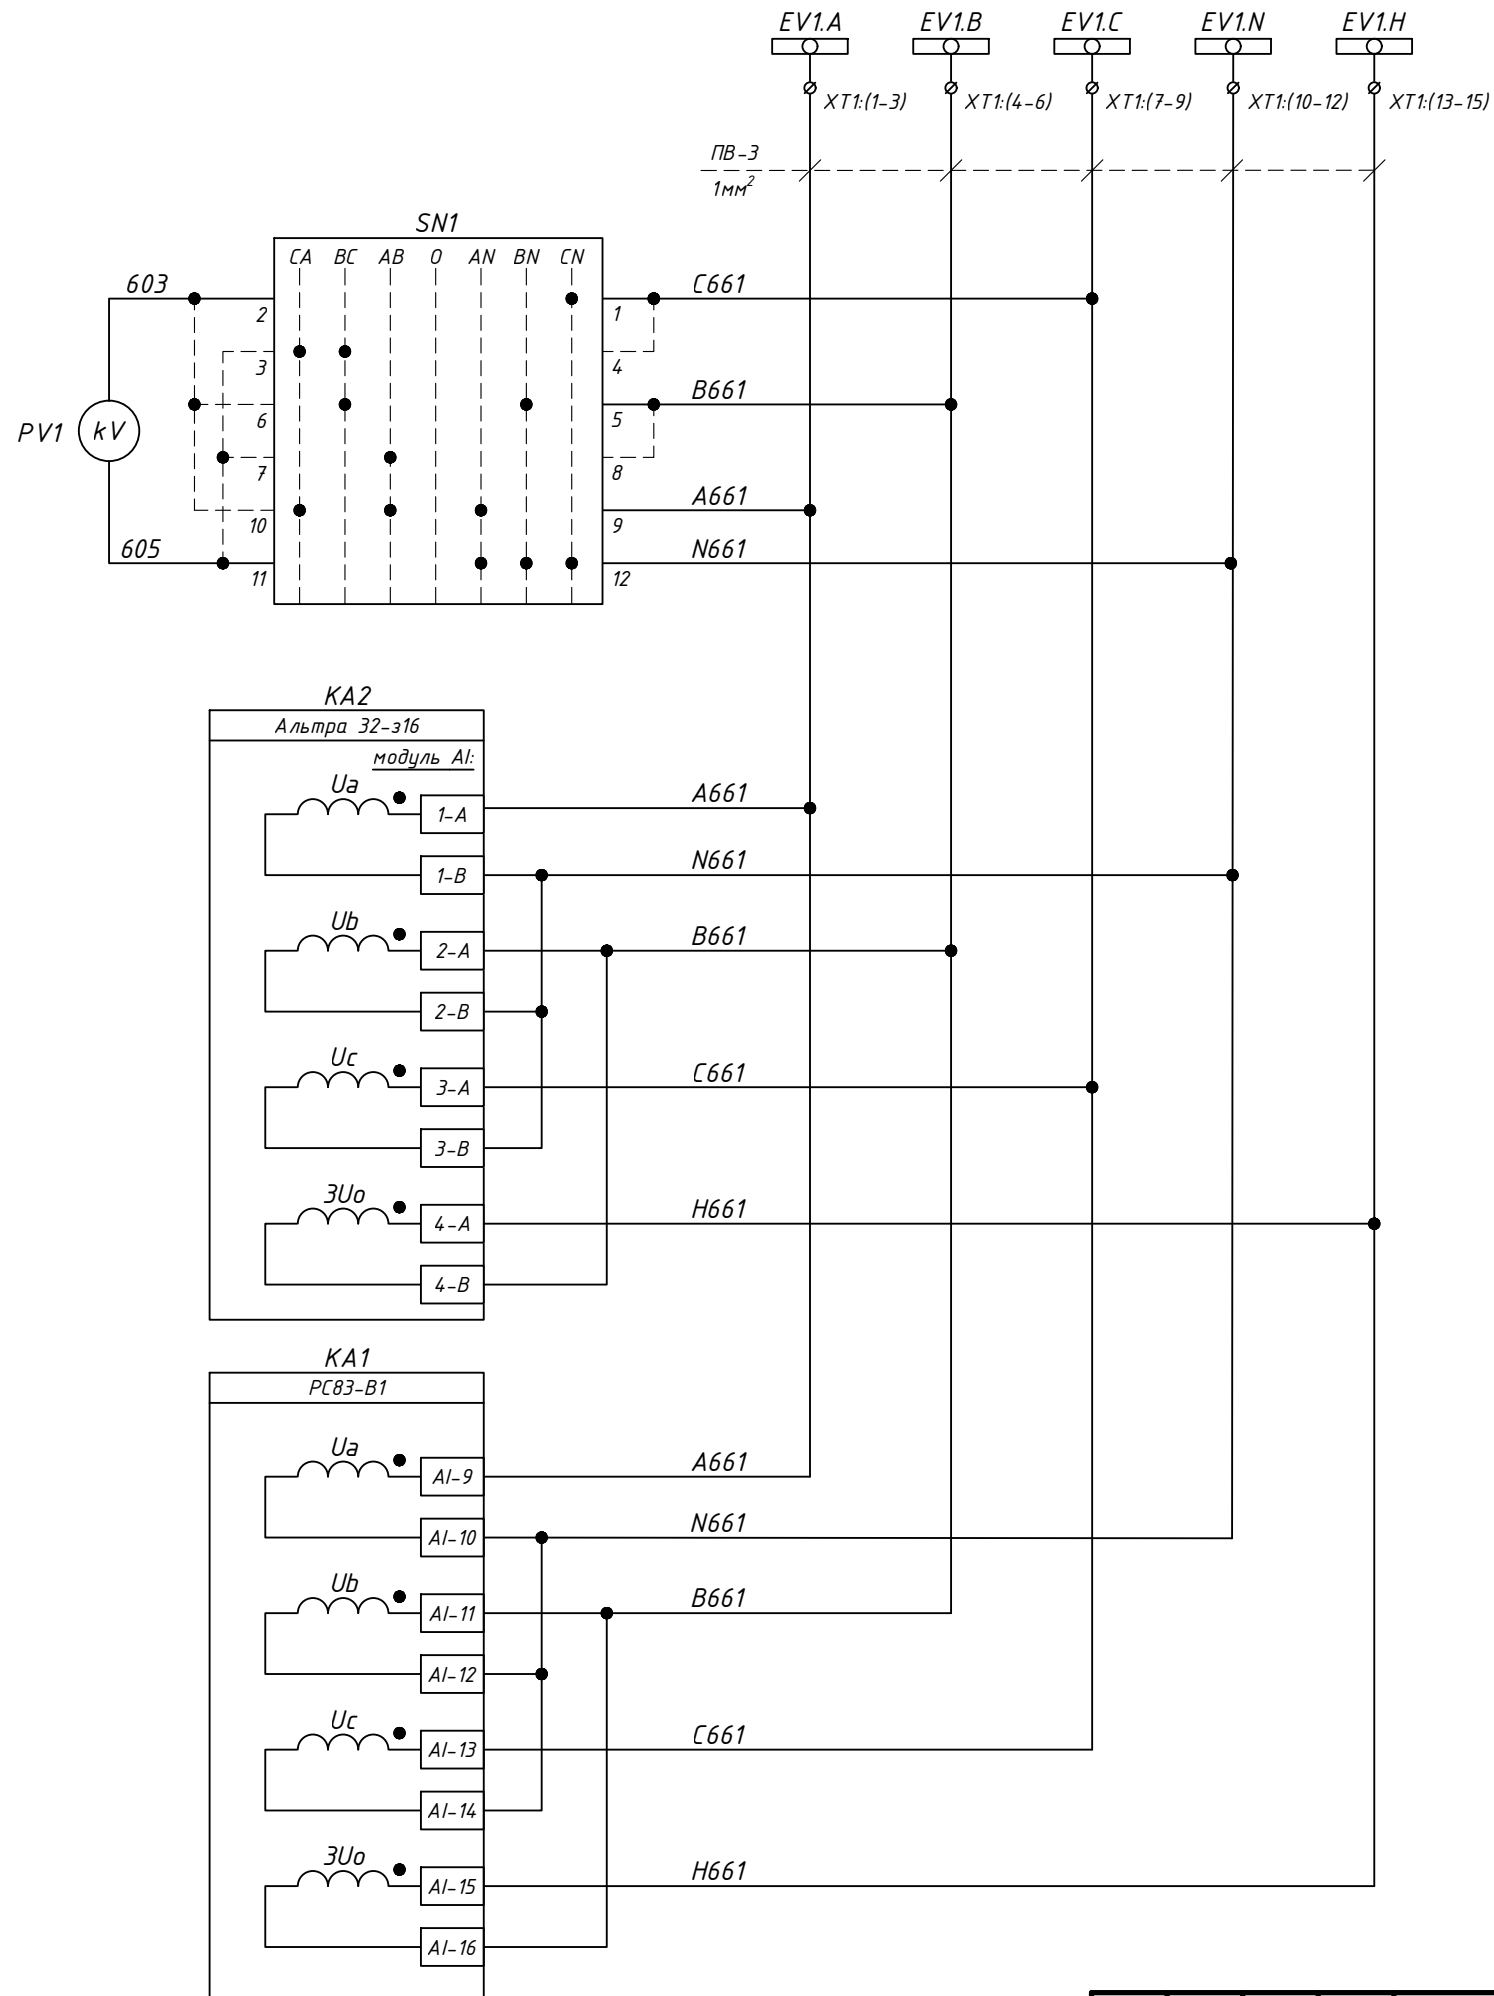 EV1.A EV1.B EV1.C EV1.N EV1.H
XT1:(1-3) XT1:(4-6) XT1:(7-9) XT1:(10-12) XT1:(13-15)
ПВ-3
1мм²
SN1
CA BC AB 0 AN BN CN
603
2
1
C661
3
4
B661
6
5
PV1
kV
7
8
A661
10
9
605
N661
11
12
KA2
Альтра 32-з16
модуль AI:
Ua
1-A
A661
1-B
N661
Ub
2-A
B661
2-B
Uc
3-A
C661
3-B
3Uo
4-A
H661
4-B
KA1
РС83-В1
Ua
AI-9
A661
AI-10
N661
Ub
AI-11
B661
AI-12
Uc
AI-13
C661
AI-14
3Uo
AI-15
H661
AI-16